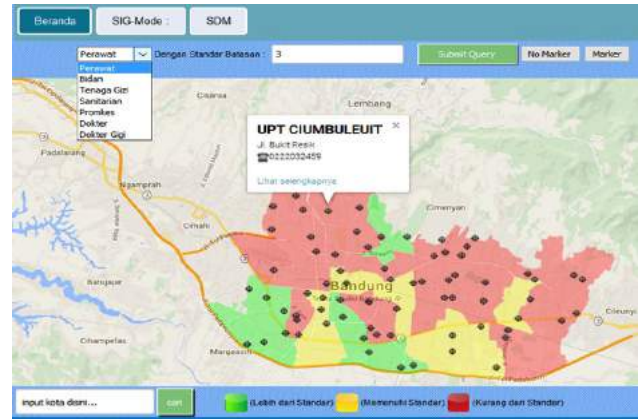 Beranda SIG-Mode : SDM
Perawat Dengan Standar Batasan : 3 Submit Query No Marker Marker
Perawat
Bidan
Tenaga Gizi
Sanitarian
Promkes
Dokter
Dokter Gigi
Cisarua
Lembang
UPT CIUMBULEUIT ×
Jl. Bukit Resik
☎0222032459
Lihat selengkapnya
Padalarang
Ngamprah
Cimahi
Cimenyan
Batujajar
Bandung
Cileunyi
Cihampelas
Margaasih
input kota disini... cari (Lebih dari Standar) (Memenuhi Standar) (Kurang dari Standar)